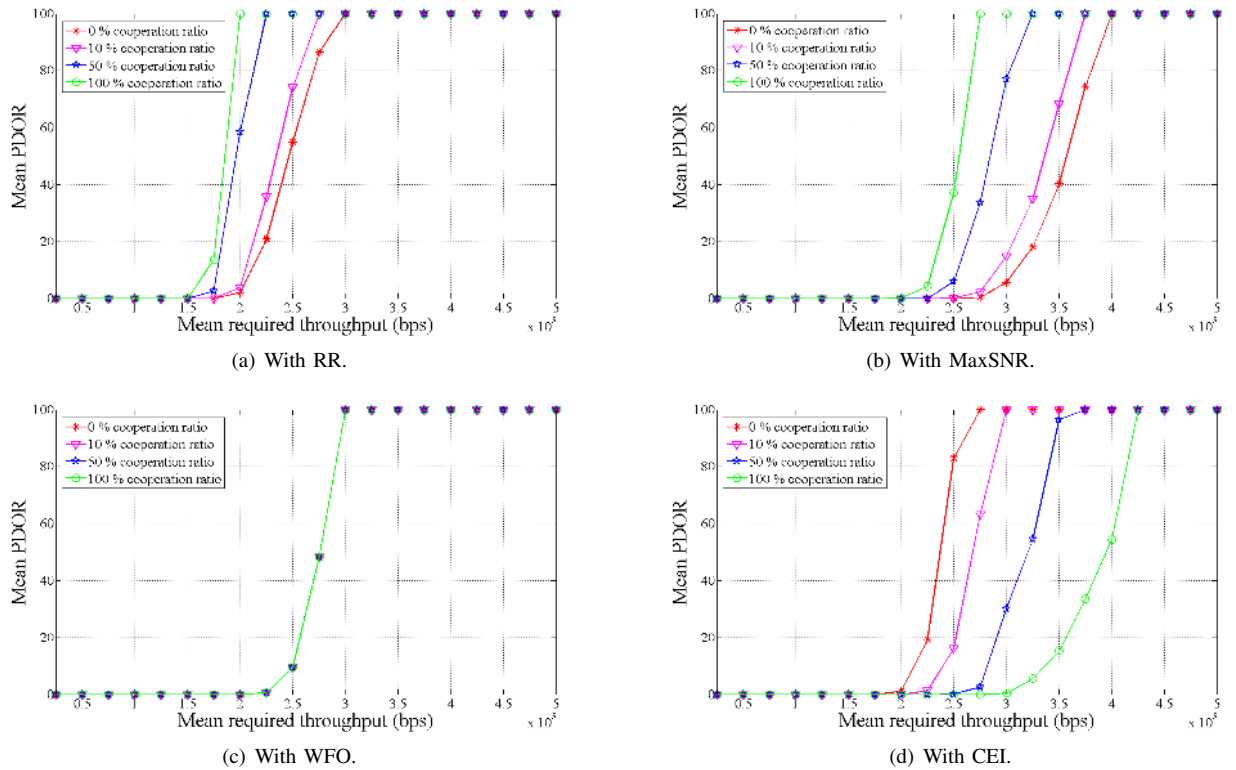 100
80
60
40
20
0
Mean PDOR
0 % cooperation ratio
10 % cooperation ratio
50 % cooperation ratio
100 % cooperation ratio
0.5 1 1.5 2 2.5 3 3.5 4 4.5 5
Mean required throughput (bps)
x 10⁵
(a) With RR.
100
80
60
40
20
0
Mean PDOR
0 % cooperation ratio
10 % cooperation ratio
50 % cooperation ratio
100 % cooperation ratio
0.5 1 1.5 2 2.5 3 3.5 4 4.5 5
Mean required throughput (bps)
x 10⁵
(b) With MaxSNR.
100
80
60
40
20
0
Mean PDOR
0 % cooperation ratio
10 % cooperation ratio
50 % cooperation ratio
100 % cooperation ratio
0.5 1 1.5 2 2.5 3 3.5 4 4.5 5
Mean required throughput (bps)
x 10⁵
(c) With WFO.
100
80
60
40
20
0
Mean PDOR
0 % cooperation ratio
10 % cooperation ratio
50 % cooperation ratio
100 % cooperation ratio
0.5 1 1.5 2 2.5 3 3.5 4 4.5 5
Mean required throughput (bps)
x 10⁵
(d) With CEI.